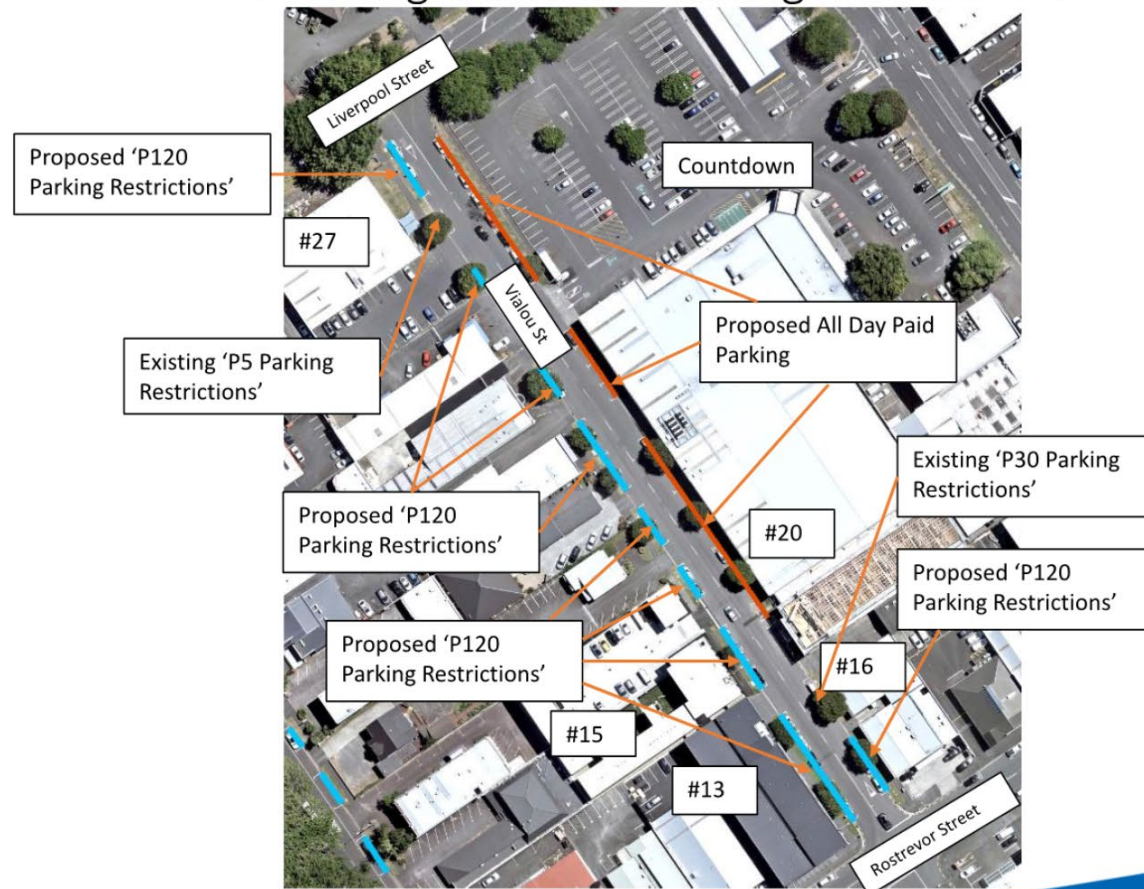 Liverpool Street
Proposed ‘P120
Parking Restrictions’
Countdown
#27
Vialou St
Proposed All Day Paid
Parking
Existing ‘P5 Parking
Restrictions’
Existing ‘P30 Parking
Restrictions’
Proposed ‘P120
Parking Restrictions’
#20
Proposed ‘P120
Parking Restrictions’
Proposed ‘P120
Parking Restrictions’
#16
#15
#13
Rostrevor Street